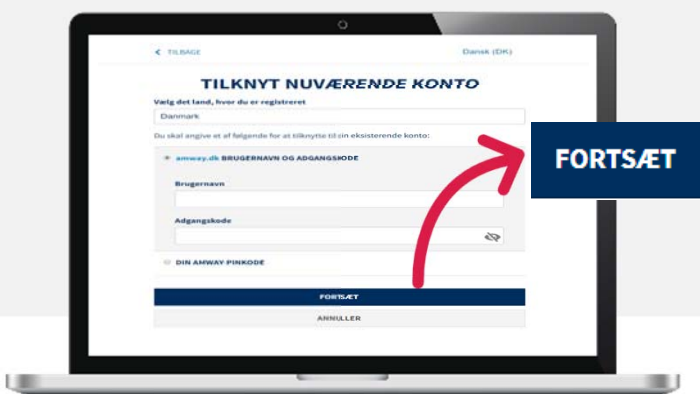 TILBAGE
Dansk (DK)
TILKNYT NUVÆRENDE KONTO
Vælg det land, hvor du er registreret
Danmark
Du skal angive et af følgende for at tilknytte til din eksisterende konto:
amway.dk BRUGERNAVN OG ADGANGSKODE
Brugernavn
Adgangskode
DIN AMWAY PINKODE
FORTSÆT
ANNULLER
FORTSÆT